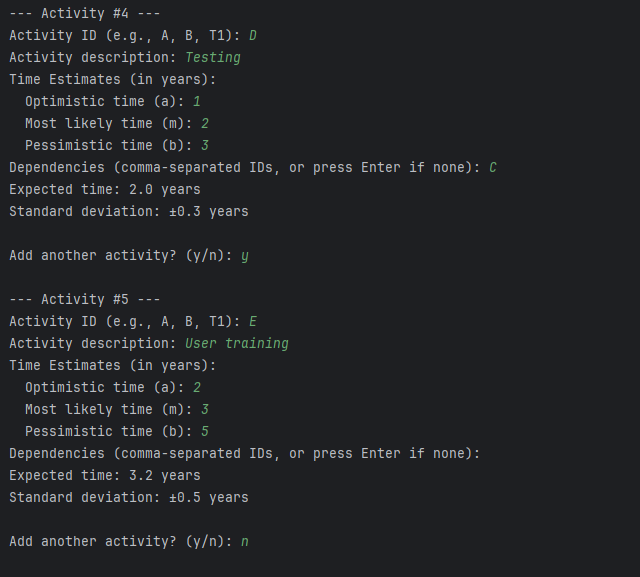 --- Activity #4 ---
Activity ID (e.g., A, B, T1): D
Activity description: Testing
Time Estimates (in years):
  Optimistic time (a): 1
  Most likely time (m): 2
  Pessimistic time (b): 3
Dependencies (comma-separated IDs, or press Enter if none): C
Expected time: 2.0 years
Standard deviation: ±0.3 years

Add another activity? (y/n): y

--- Activity #5 ---
Activity ID (e.g., A, B, T1): E
Activity description: User training
Time Estimates (in years):
  Optimistic time (a): 2
  Most likely time (m): 3
  Pessimistic time (b): 5
Dependencies (comma-separated IDs, or press Enter if none):
Expected time: 3.2 years
Standard deviation: ±0.5 years

Add another activity? (y/n): n